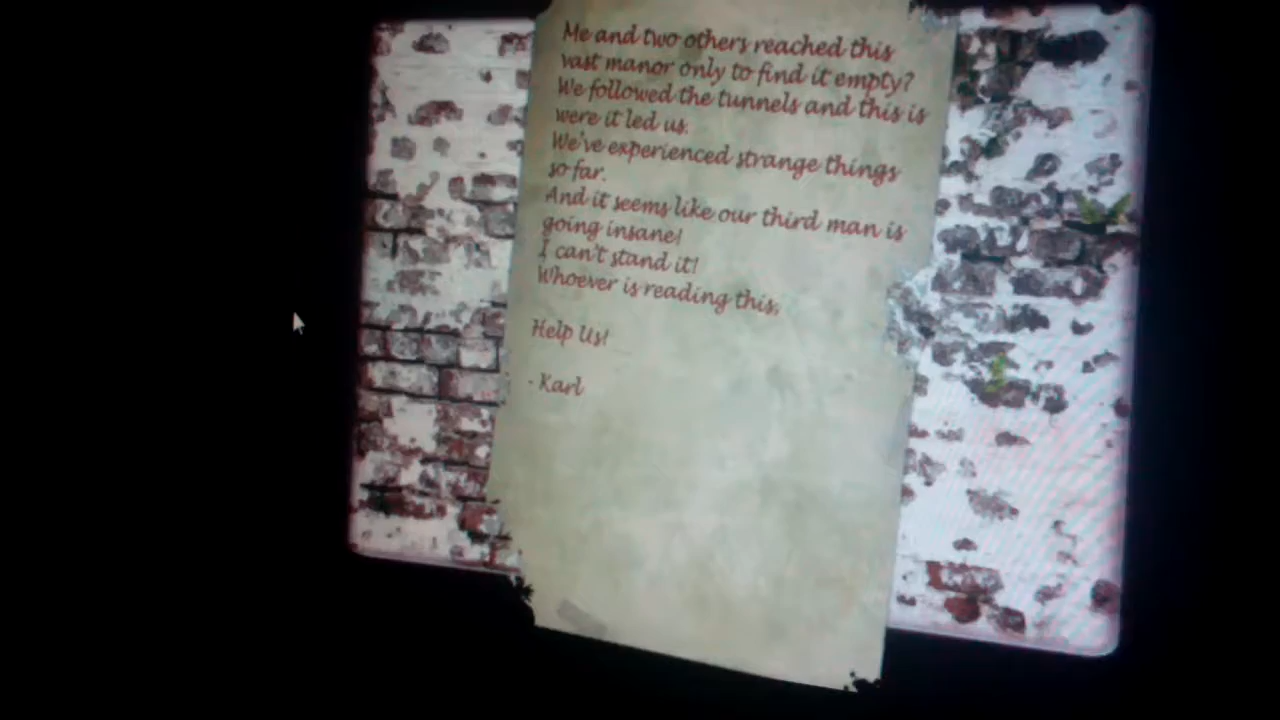 Me and two others reached this
vast manor only to find it empty?
We followed the tunnels and this is
were it led us.
We've experienced strange things
so far.
And it seems like our third man is
going insane!
I can't stand it!
Whoever is reading this,
Help Us!
- Karl